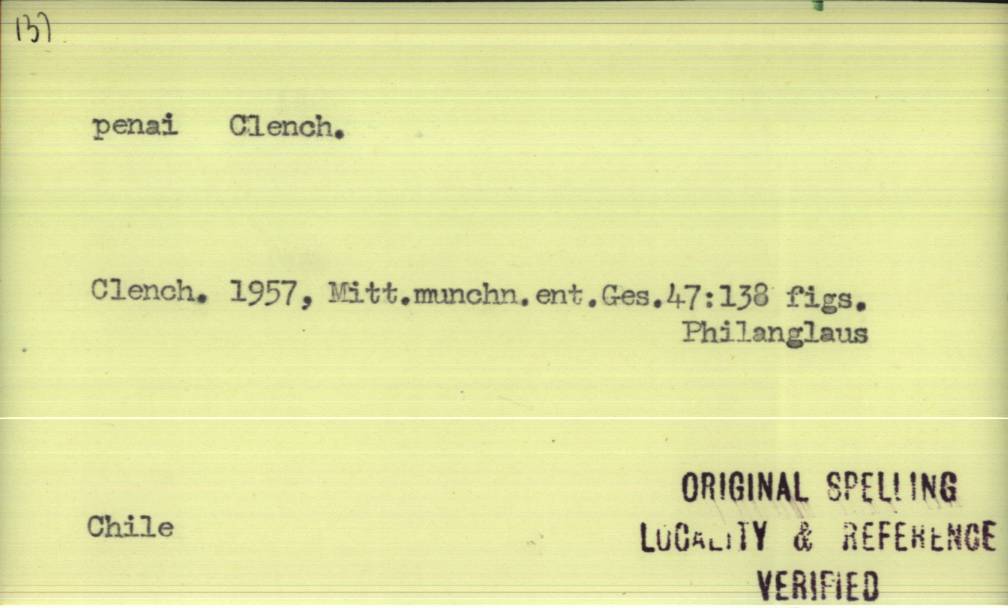 137
penai Clench.
Clench. 1957, Mitt.munchn.ent.Ges.47:138 figs.
Philanglaus
Chile
ORIGINAL SPELLING
LOCALITY & REFERENCE
VERIFIED